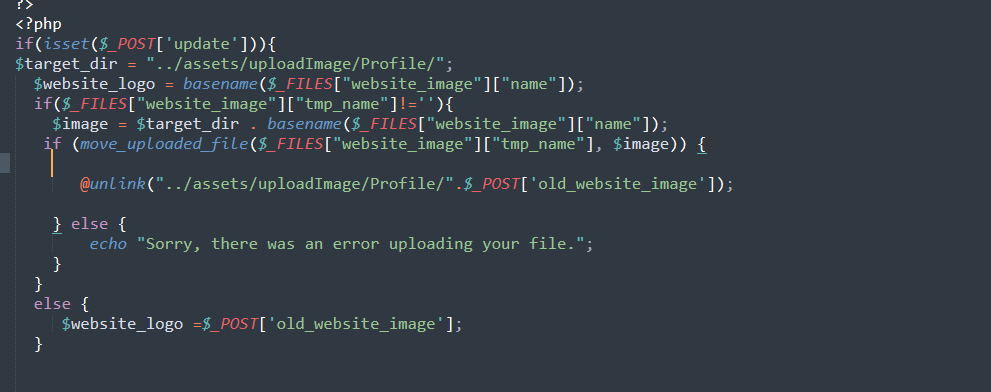 ?>
<?php
if(isset($_POST['update'])){
$target_dir = "../assets/uploadImage/Profile/";
$website_logo = basename($_FILES["website_image"]["name"]);
if($_FILES["website_image"]["tmp_name"]!=''){
$image = $target_dir . basename($_FILES["website_image"]["name"]);
if (move_uploaded_file($_FILES["website_image"]["tmp_name"], $image)) {
@unlink("../assets/uploadImage/Profile/".$_POST['old_website_image']);
} else {
echo "Sorry, there was an error uploading your file.";
}
}
else {
$website_logo =$_POST['old_website_image'];
}